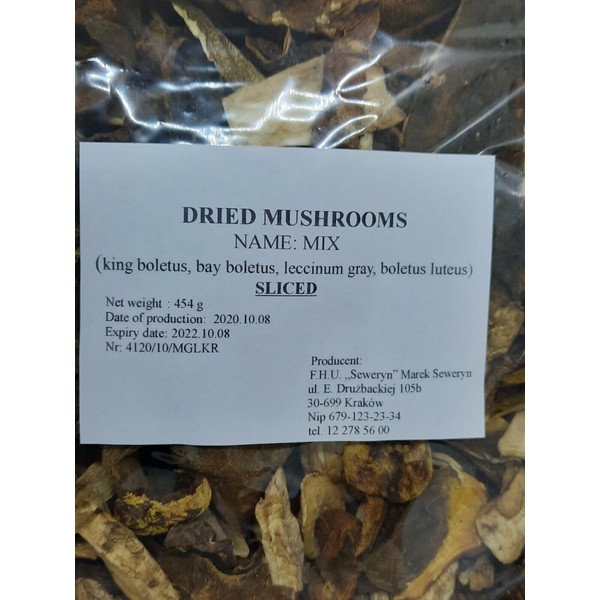 DRIED MUSHROOMS
NAME: MIX
(king boletus, bay boletus, leccinum gray, boletus luteus)
SLICED
Net weight : 454 g
Date of production: 2020.10.08
Expiry date: 2022.10.08
Nr: 4120/10/MGLKR
Producent:
F.H.U. „Seweryn” Marek Seweryn
ul. E. Drużbackiej 105b
30-699 Kraków
Nip 679-123-23-34
tel. 12 278 56 00